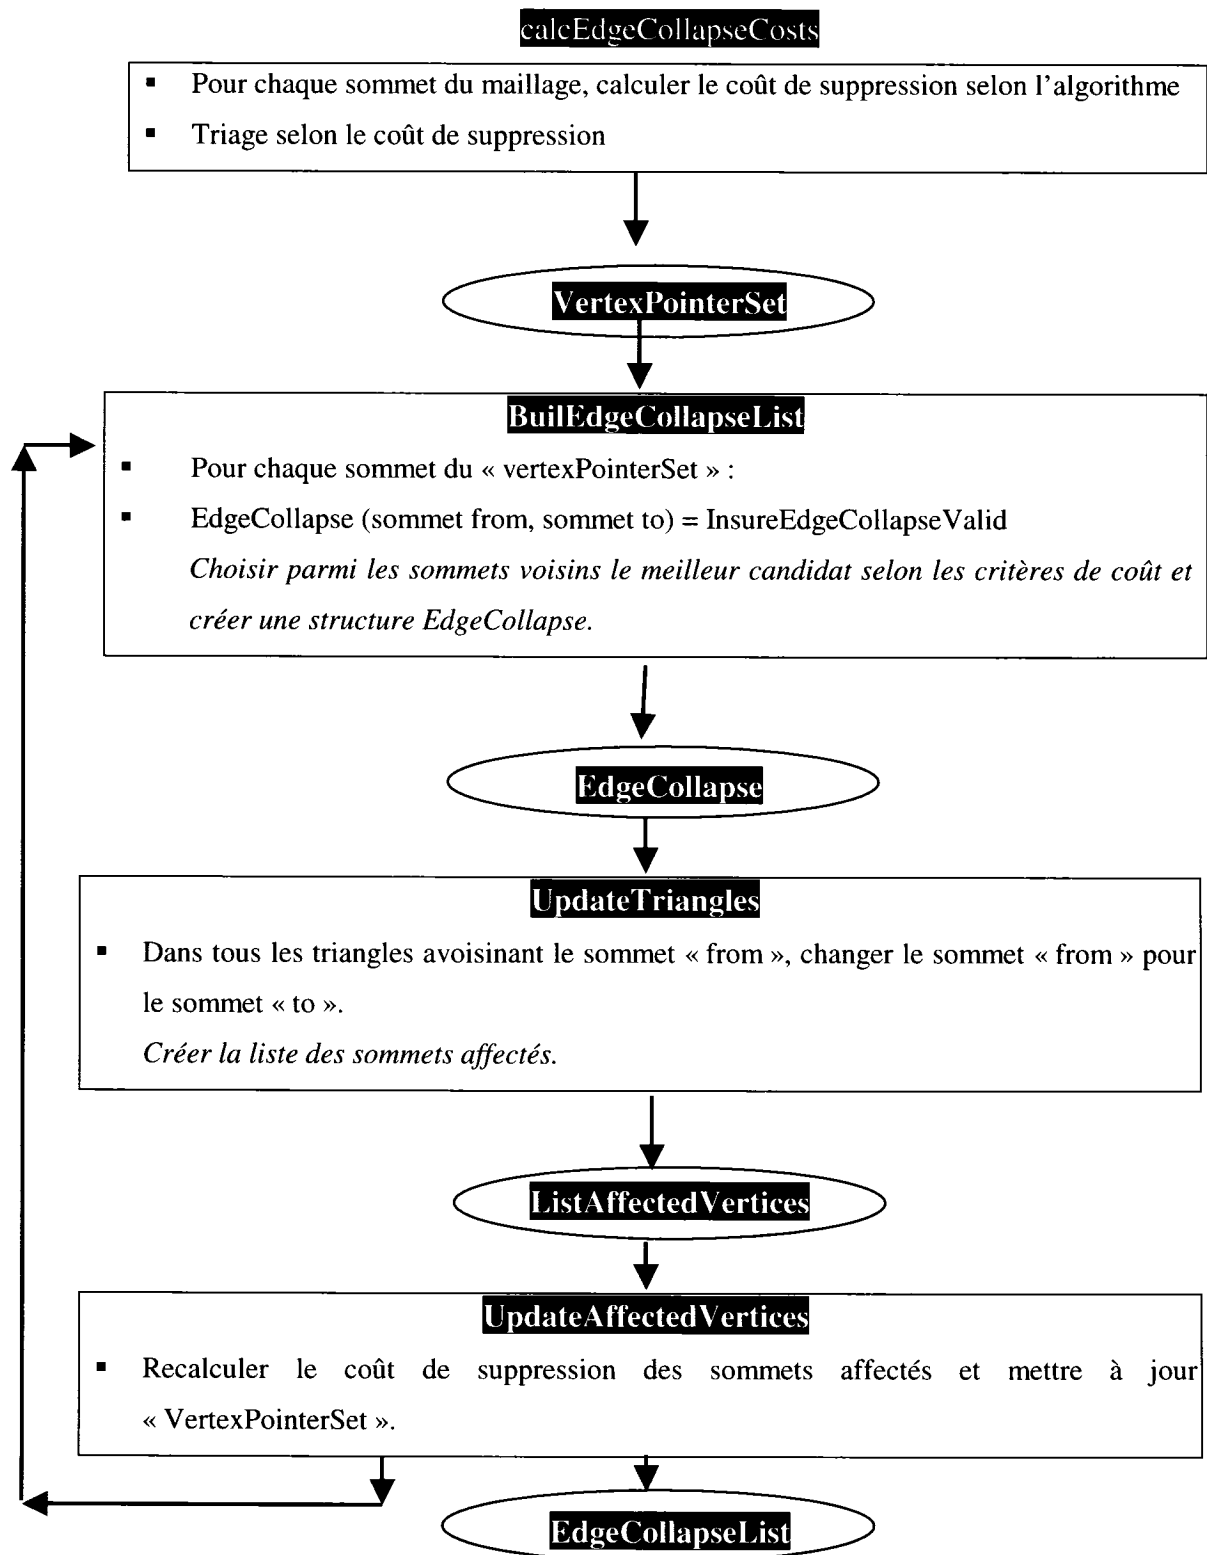 calcEdgeCollapseCosts
▪ Pour chaque sommet du maillage, calculer le coût de suppression selon l'algorithme
▪ Triage selon le coût de suppression
VertexPointerSet
BuilEdgeCollapseList
▪ Pour chaque sommet du « vertexPointerSet » :
▪ EdgeCollapse (sommet from, sommet to) = InsureEdgeCollapseValid
Choisir parmi les sommets voisins le meilleur candidat selon les critères de coût et
créer une structure EdgeCollapse.
EdgeCollapse
UpdateTriangles
▪ Dans tous les triangles avoisinant le sommet « from », changer le sommet « from » pour
le sommet « to ».
Créer la liste des sommets affectés.
ListAffectedVertices
UpdateAffectedVertices
▪ Recalculer le coût de suppression des sommets affectés et mettre à jour
« VertexPointerSet ».
EdgeCollapseList